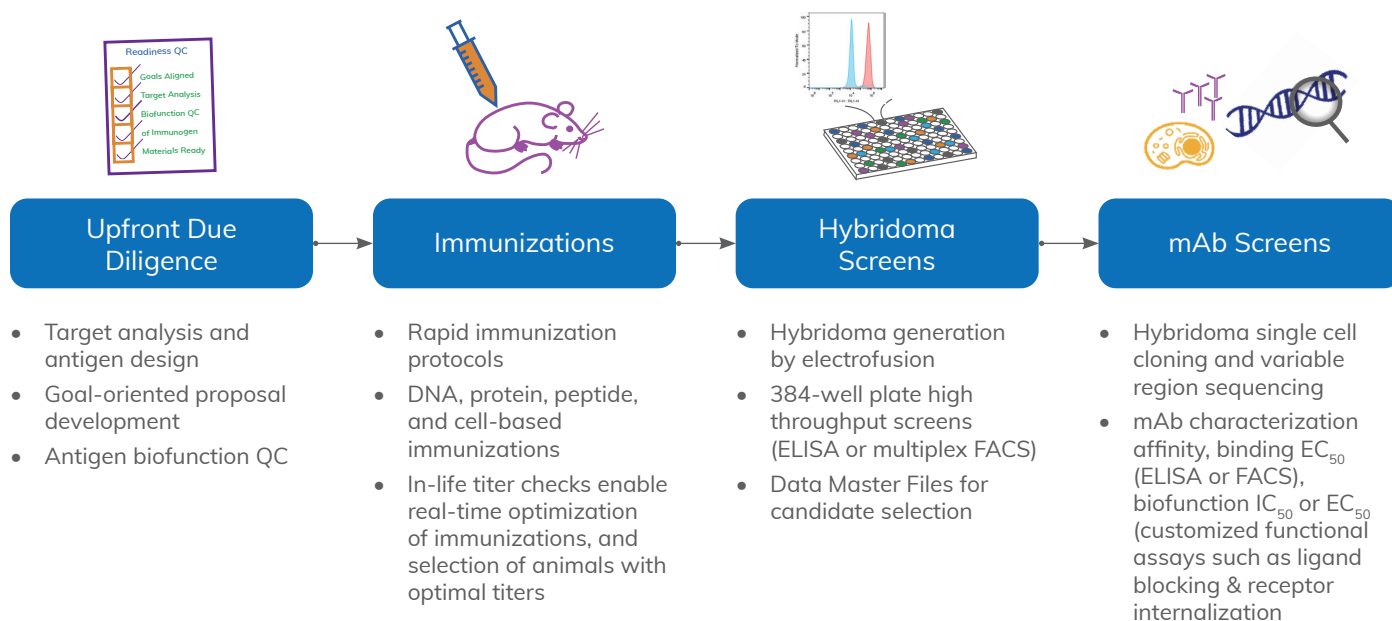 Readiness QC
Goals Aligned
Target Analysis
Biofunction QC
of Immunogen
Materials Ready
Upfront Due
Diligence
Immunizations
Hybridoma
Screens
mAb Screens
• Target analysis and
antigen design
• Goal-oriented proposal
development
• Antigen biofunction QC
• Rapid immunization
protocols
• DNA, protein, peptide,
and cell-based
immunizations
• In-life titer checks enable
real-time optimization
of immunizations, and
selection of animals with
optimal titers
• Hybridoma generation
by electrofusion
• 384-well plate high
throughput screens
(ELISA or multiplex FACS)
• Data Master Files for
candidate selection
• Hybridoma single cell
cloning and variable
region sequencing
• mAb characterization
affinity, binding EC₅₀
(ELISA or FACS),
biofunction IC₅₀ or EC₅₀
(customized functional
assays such as ligand
blocking & receptor
internalization